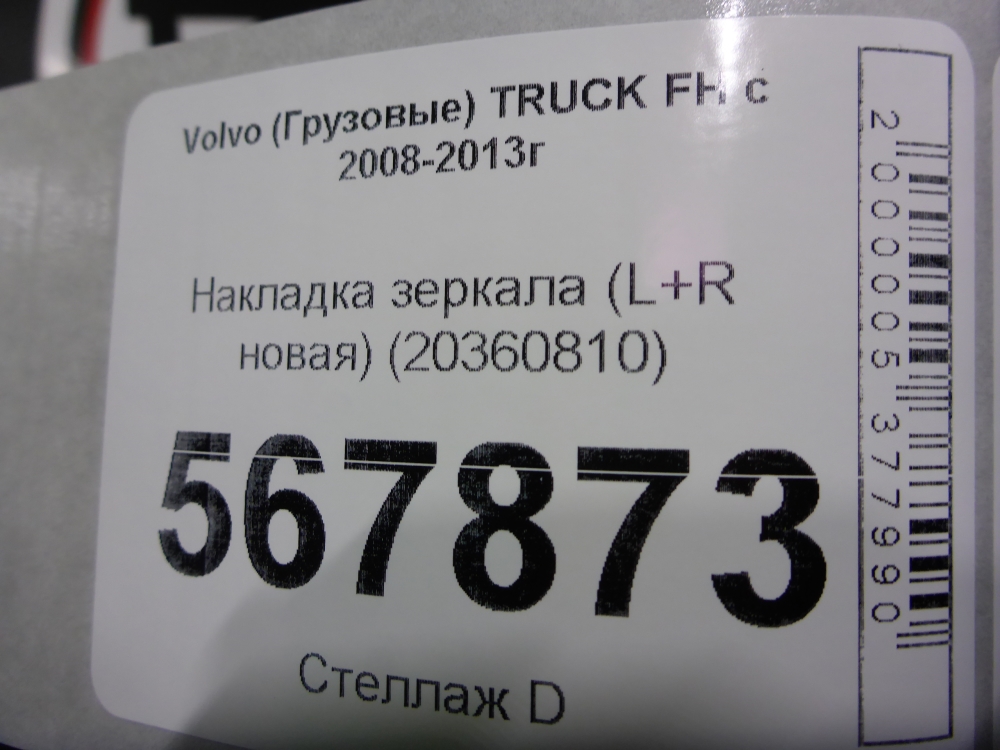 Volvo (Грузовые) TRUCK FH с
2008-2013г
Накладка зеркала (L+R
новая) (20360810)
567873
Стеллаж D
2000005377990